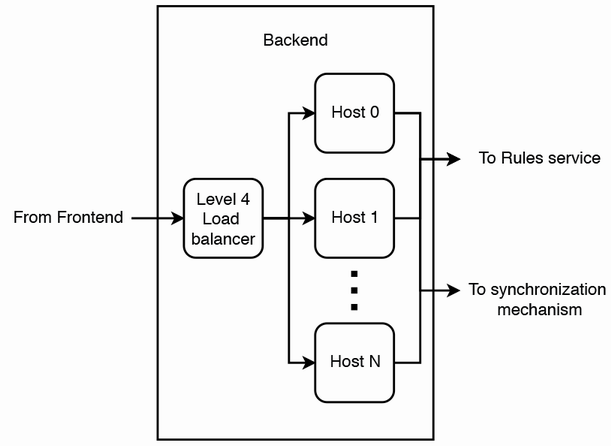 Backend
Host 0
To Rules service
From Frontend
Level 4
Load
balancer
Host 1
To synchronization
mechanism
Host N